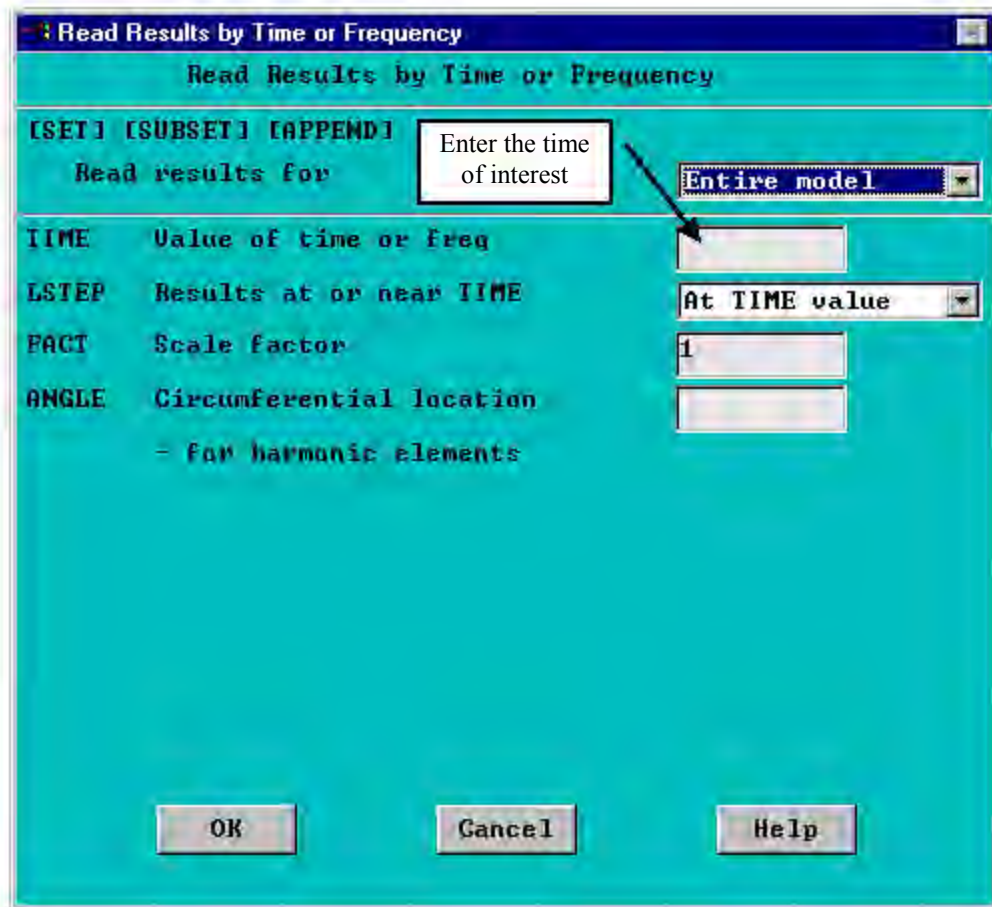 Read Results by Time or Frequency
Read Results by Time or Frequency
[SET] [SUBSET] [APPEND]
Enter the time
of interest
Read results for
Entire model
TIME Value of time or freq
LSTEP Results at or near TIME
At TIME value
FACT Scale factor
1
ANGLE Circumferential location
- for harmonic elements
OK
Cancel
Help